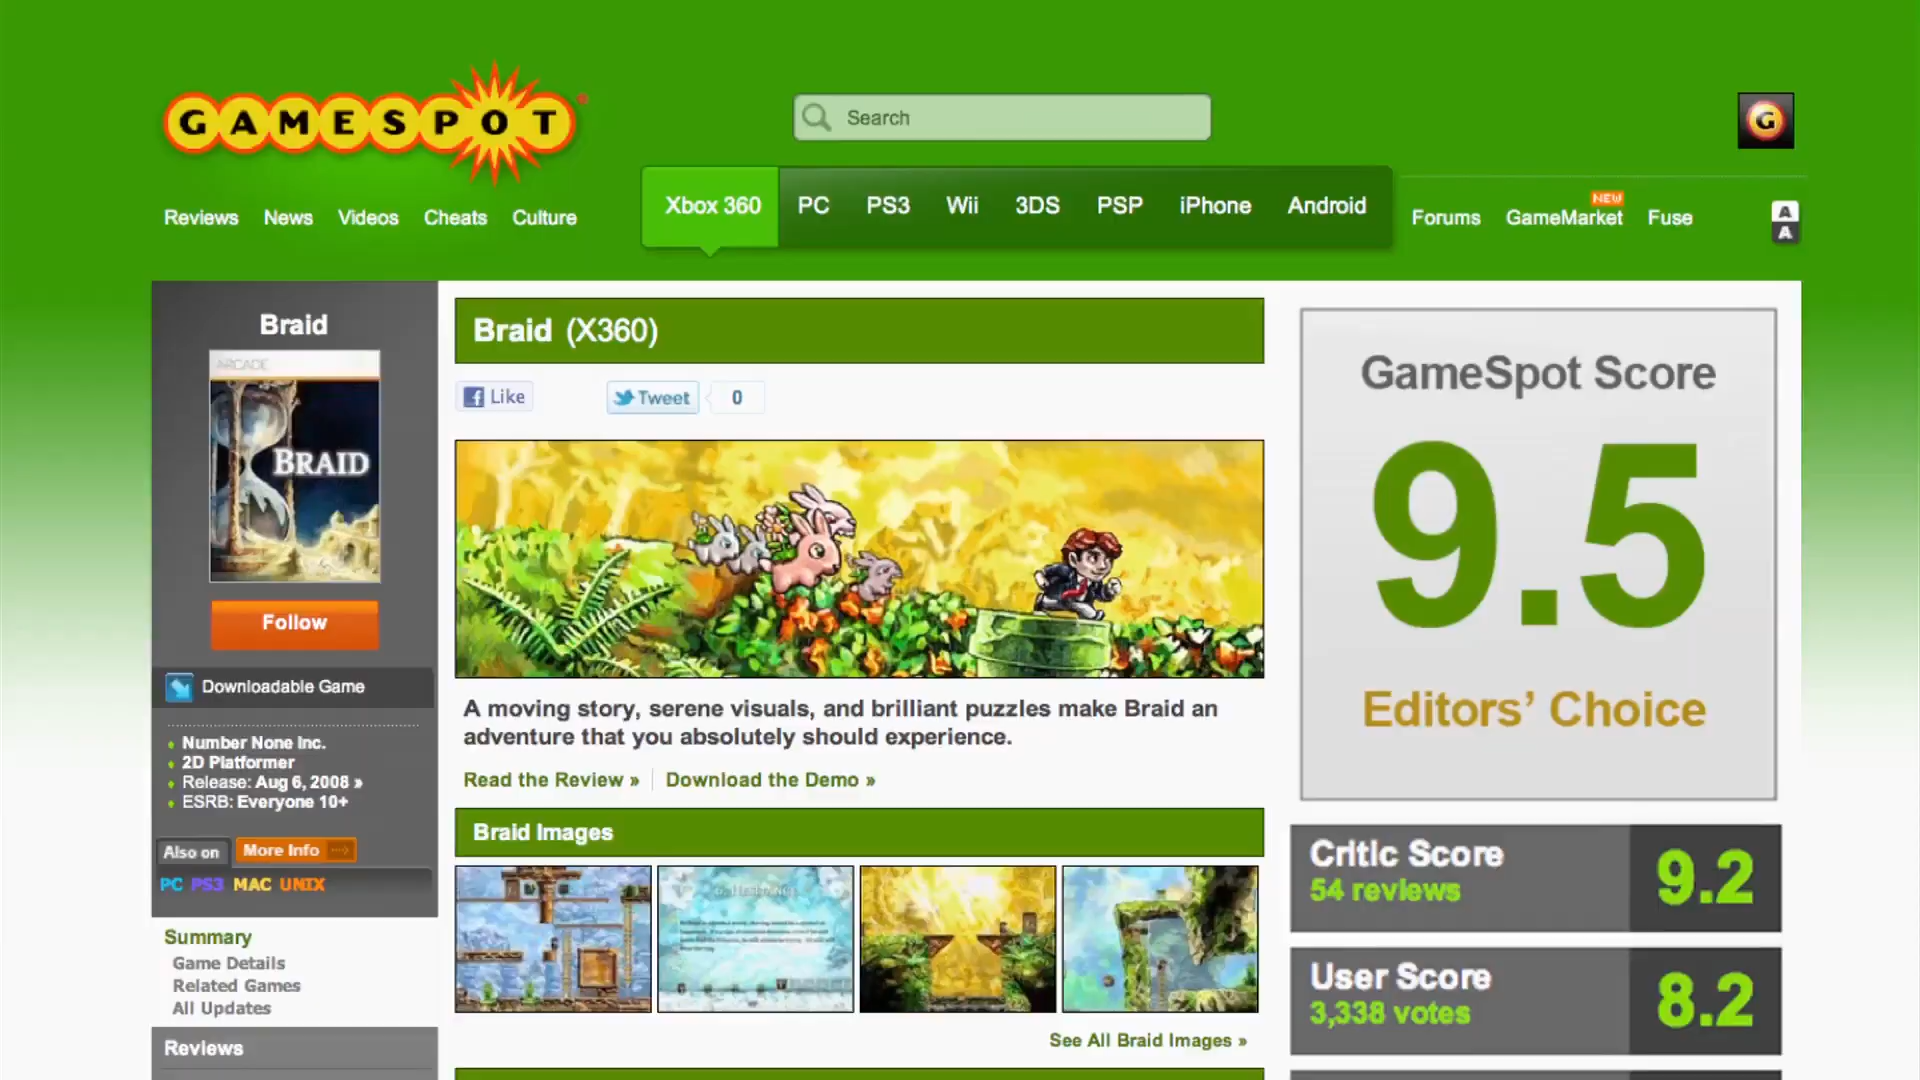 GAMESPOT
Search
G
Reviews News Videos Cheats Culture
Xbox 360 PC PS3 Wii 3DS PSP iPhone Android
NEW
Forums GameMarket Fuse
A
A
Braid
ARCADE
BRAID
Follow
Downloadable Game
Number None Inc.
2D Platformer
Release: Aug 6, 2008 »
ESRB: Everyone 10+
Also on More Info
PC PS3 MAC UNIX
Summary
Game Details
Related Games
All Updates
Reviews
Braid (X360)
Like Tweet 0
A moving story, serene visuals, and brilliant puzzles make Braid an
adventure that you absolutely should experience.
Read the Review » Download the Demo »
Braid Images
See All Braid Images »
GameSpot Score
9.5
Editors’ Choice
Critic Score
54 reviews
9.2
User Score
3,338 votes
8.2